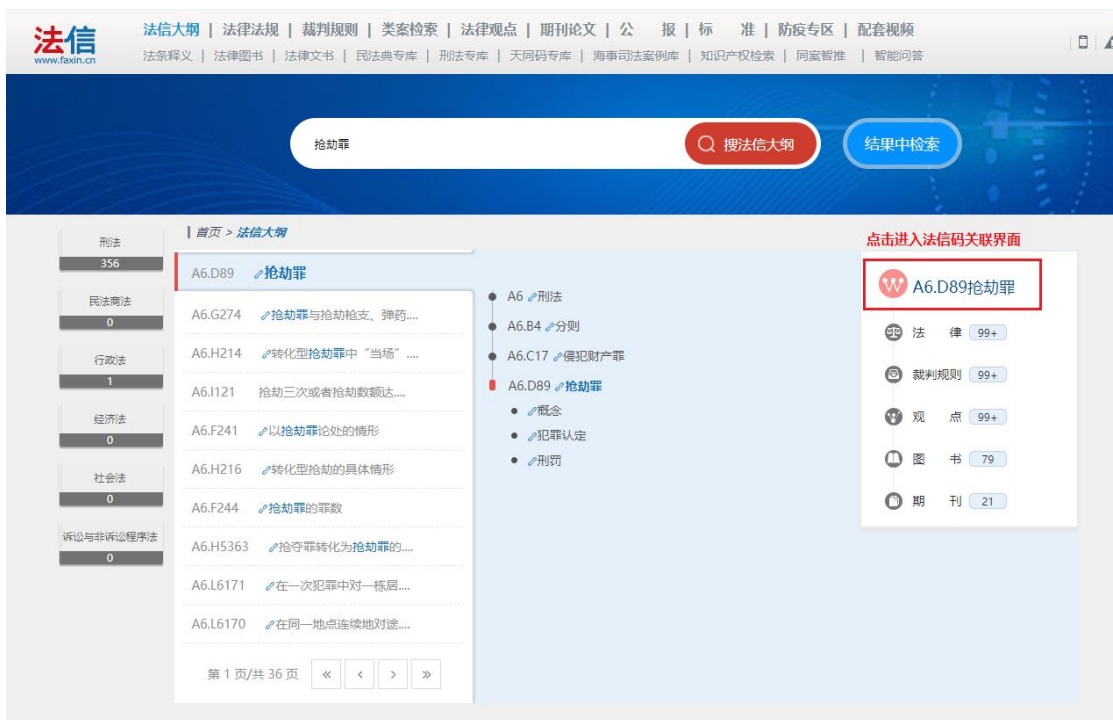 法信
www.faxin.cn
法信大纲 | 法律法规 | 裁判规则 | 类案检索 | 法律观点 | 期刊论文 | 公 报 | 标 准 | 防疫专区 | 配套视频
法条释义 | 法律图书 | 法律文书 | 民法典专库 | 刑法专库 | 天同码专库 | 海事司法案例库 | 知识产权检索 | 同案智推 | 智能问答
抢劫罪
搜法信大纲
结果中检索
刑法
356
民法商法
0
行政法
1
经济法
0
社会法
0
诉讼与非诉讼程序法
0
首页 > 法信大纲
A6.D89 抢劫罪
A6.G274 抢劫罪与抢劫枪支、弹药....
A6.H214 转化型抢劫罪中“当场”....
A6.I121 抢劫三次或者抢劫数额达....
A6.F241 以抢劫罪论处的情形
A6.H216 转化型抢劫的具体情形
A6.F244 抢劫罪的罪数
A6.H5363 抢夺罪转化为抢劫罪的....
A6.L6171 在一次犯罪中对一栋居....
A6.L6170 在同一地点连续地对途....
第 1 页/共 36 页 « ‹ › »
A6 刑法
A6.B4 分则
A6.C17 侵犯财产罪
A6.D89 抢劫罪
概念
犯罪认定
刑罚
点击进入法信码关联界面
A6.D89抢劫罪
法 律 99+
裁判规则 99+
观 点 99+
图 书 79
期 刊 21